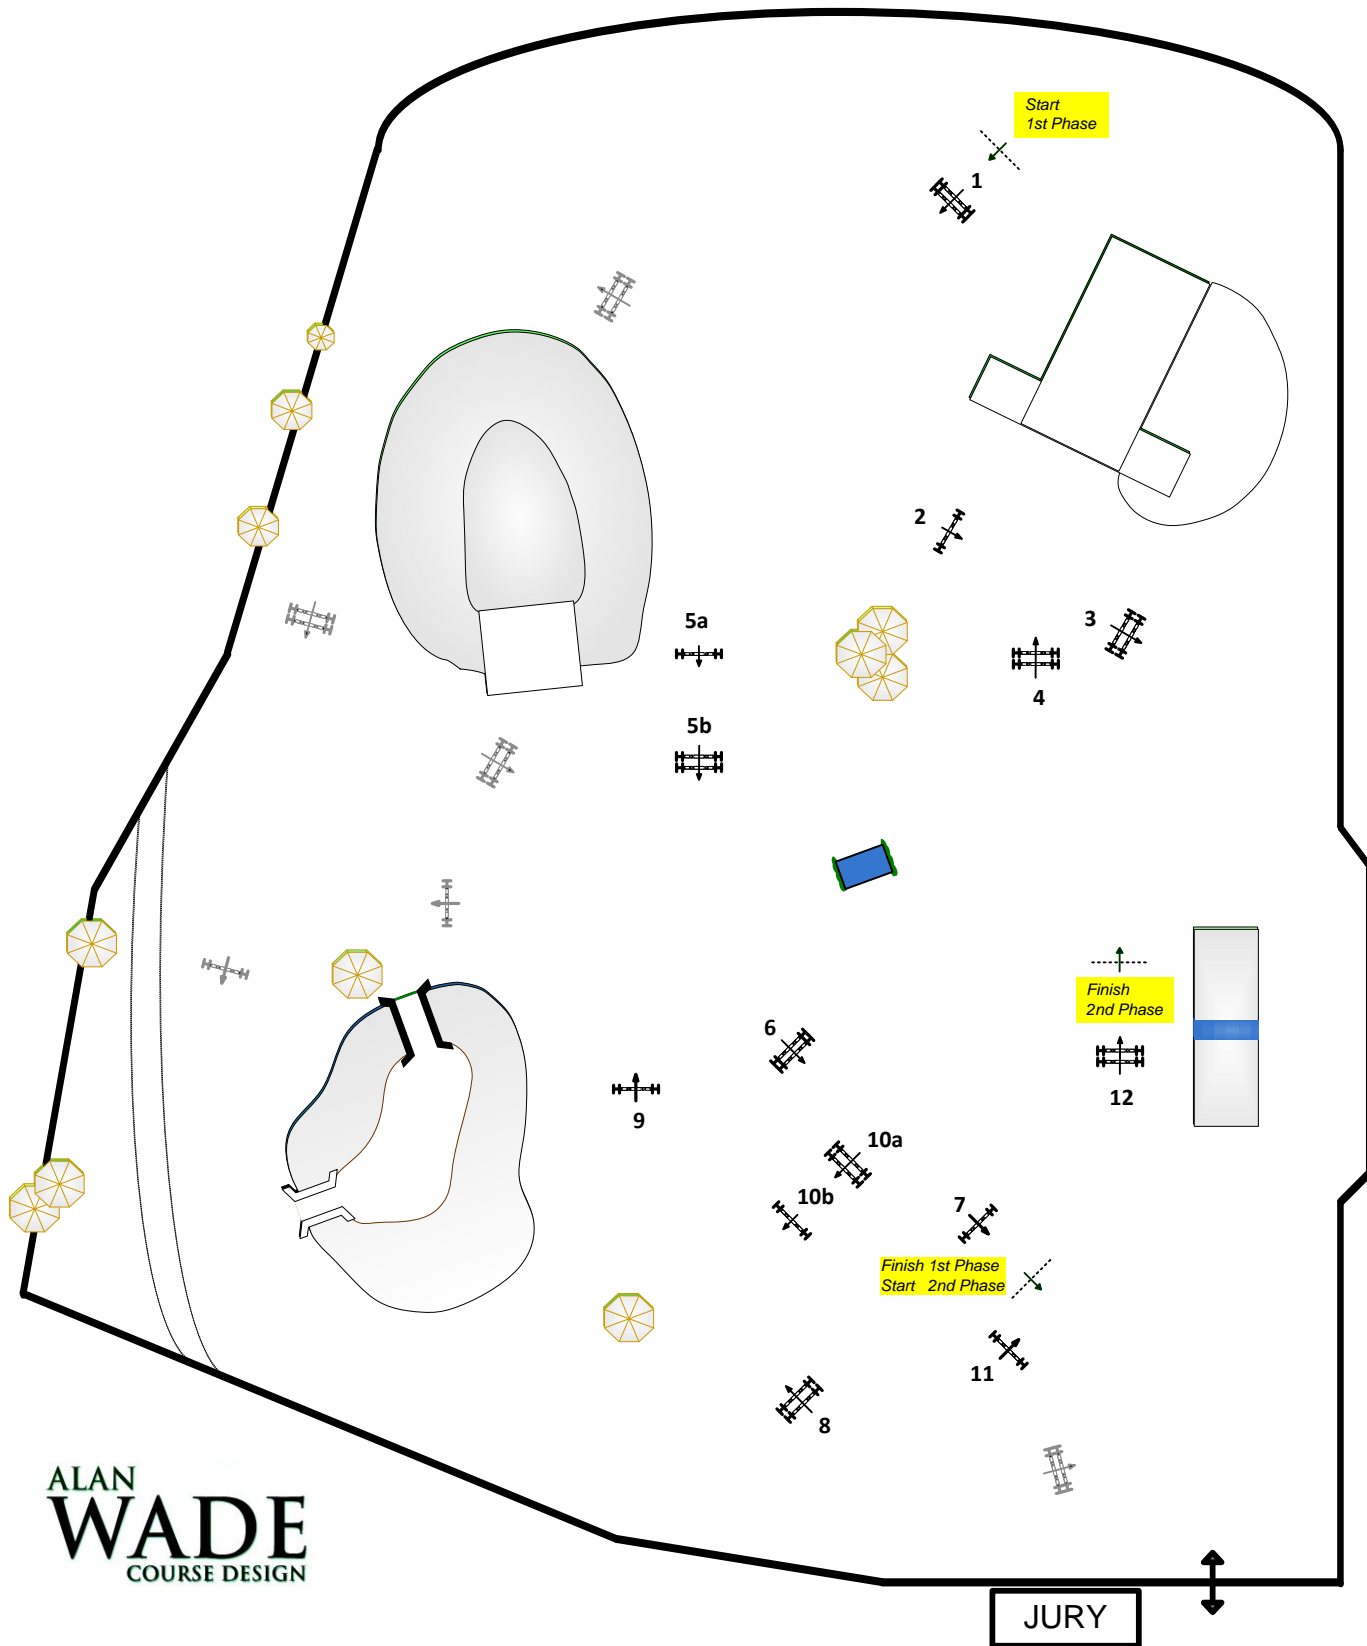 Start
1st Phase
1
2
3
4
5a
5b
Finish
2nd Phase
6
12
9
10a
10b
7
Finish 1st Phase
Start 2nd Phase
11
8
ALAN
WADE
COURSE DESIGN
JURY